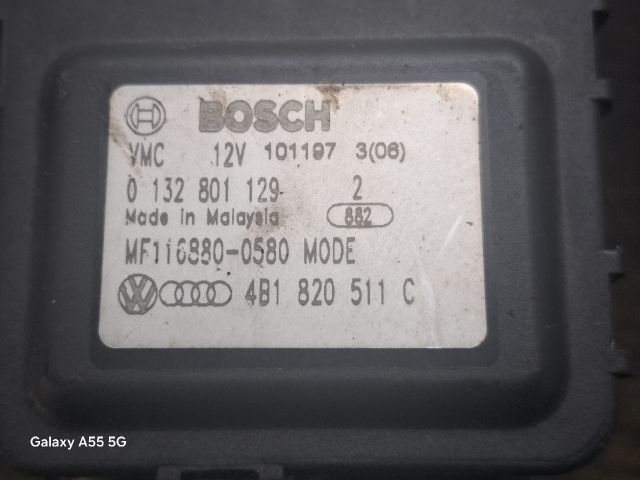 BOSCH
VMC 12V 101197 3(06)
0 132 801 129 2
Made in Malaysia 882
MF116880-0580 MODE
4B1 820 511 C
Galaxy A55 5G